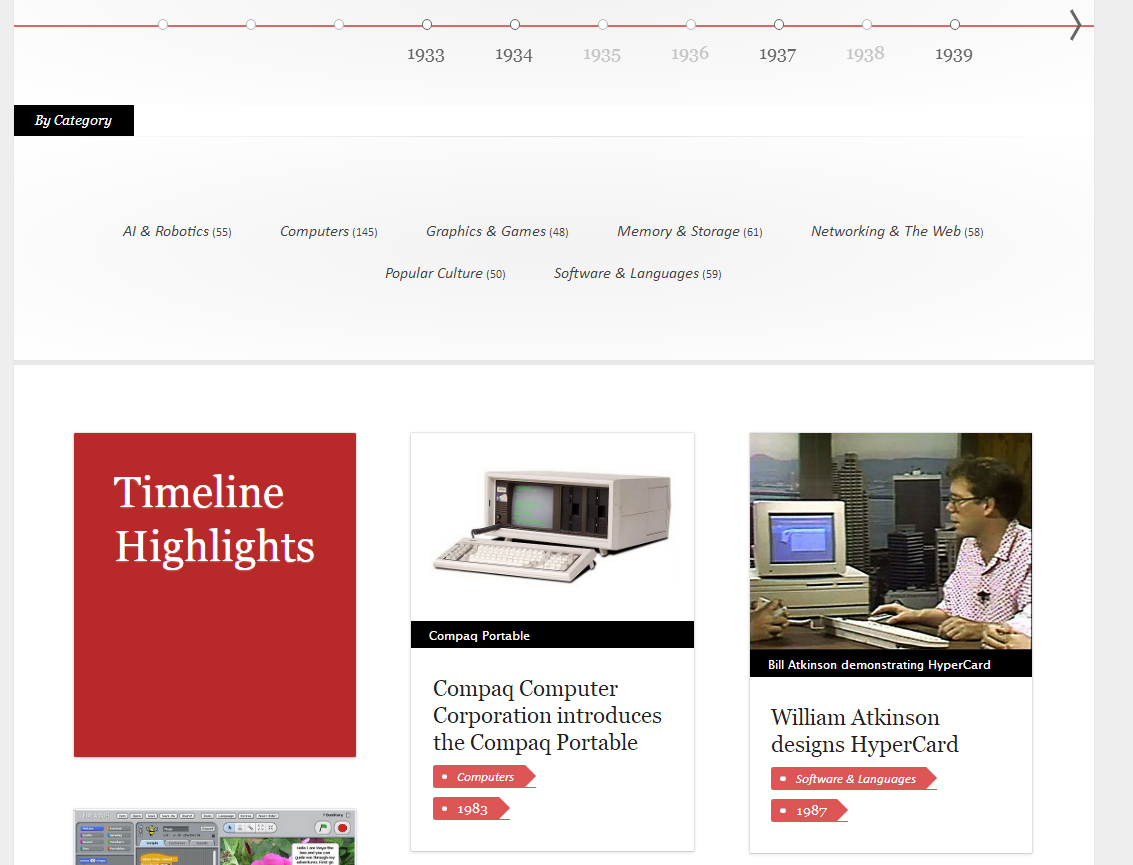 1933 1934 1935 1936 1937 1938 1939
By Category
AI & Robotics (55) Computers (145) Graphics & Games (48) Memory & Storage (61) Networking & The Web (58)
Popular Culture (50) Software & Languages (59)
Timeline
Highlights
Compaq Portable
Compaq Computer
Corporation introduces
the Compaq Portable
Computers
1983
Bill Atkinson demonstrating HyperCard
William Atkinson
designs HyperCard
Software & Languages
1987